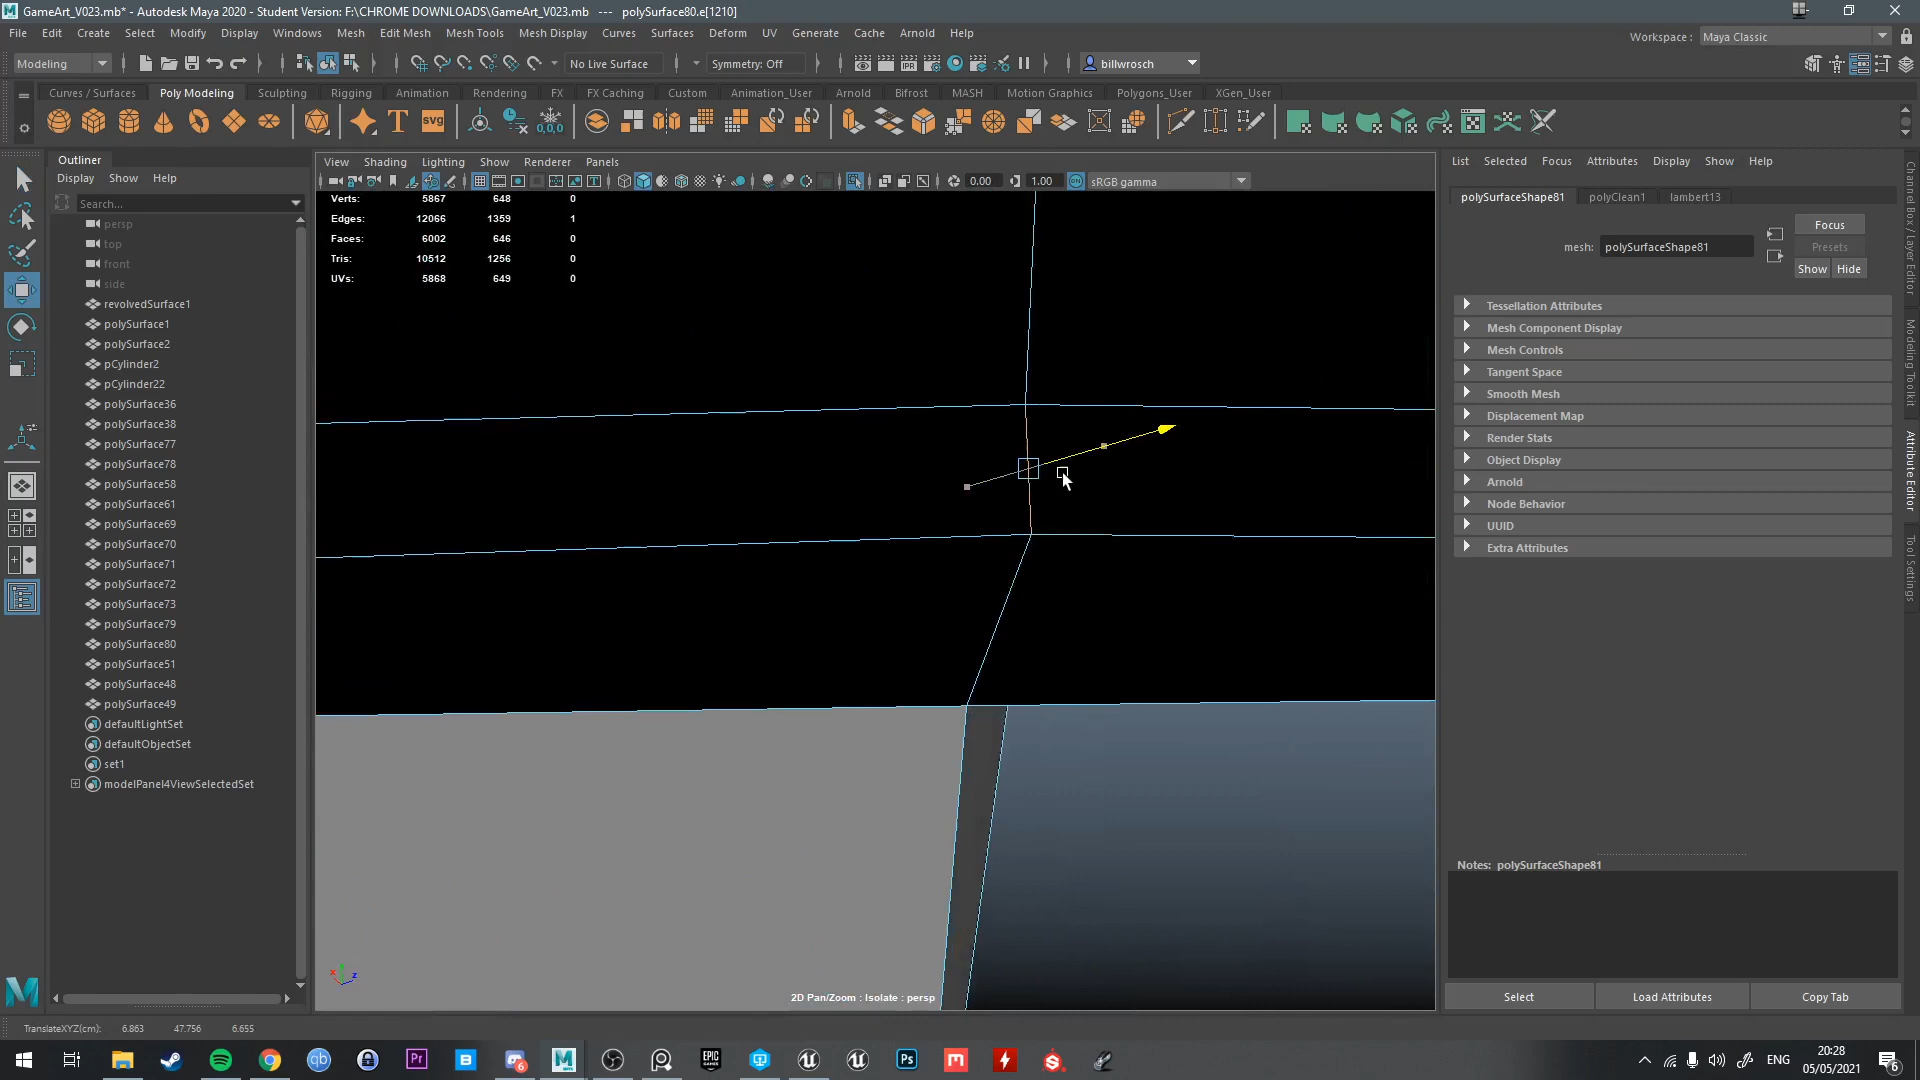 GameArt_V023.mb* - Autodesk Maya 2020 - Student Version: F:\CHROME DOWNLOADS\GameArt_V023.mb --- polySurface80.e[1210]
File Edit Create Select Modify Display Windows Mesh Edit Mesh Mesh Tools Mesh Display Curves Surfaces Deform UV Generate Cache Arnold Help
Workspace : Maya Classic
Modeling No Live Surface Symmetry: Off billwrosch
Curves / Surfaces Poly Modeling Sculpting Rigging Animation Rendering FX FX Caching Custom Animation_User Arnold Bifrost MASH Motion Graphics Polygons_User XGen_User
T svg 0,0,0
Outliner
Display Show Help
Search...
persp
top
front
side
revolvedSurface1
polySurface1
polySurface2
pCylinder2
pCylinder22
polySurface36
polySurface38
polySurface77
polySurface78
polySurface58
polySurface61
polySurface69
polySurface70
polySurface71
polySurface72
polySurface73
polySurface79
polySurface80
polySurface51
polySurface48
polySurface49
defaultLightSet
defaultObjectSet
set1
modelPanel4ViewSelectedSet
View Shading Lighting Show Renderer Panels
0.00 1.00 sRGB gamma
Verts: 5867 648 0
Edges: 12066 1359 1
Faces: 6002 646 0
Tris: 10512 1256 0
UVs: 5868 649 0
x z
2D Pan/Zoom : Isolate : persp
List Selected Focus Attributes Display Show Help
polySurfaceShape81 polyClean1 lambert13
Focus
mesh: polySurfaceShape81 Presets
Show Hide
Tessellation Attributes
Mesh Component Display
Mesh Controls
Tangent Space
Smooth Mesh
Displacement Map
Render Stats
Object Display
Arnold
Node Behavior
UUID
Extra Attributes
Notes: polySurfaceShape81
Select Load Attributes Copy Tab
Channel Box / Layer Editor
Modeling Toolkit
Attribute Editor
Tool Settings
TranslateXYZ(cm): 6.863 47.756 6.655
ENG
20:28
05/05/2021